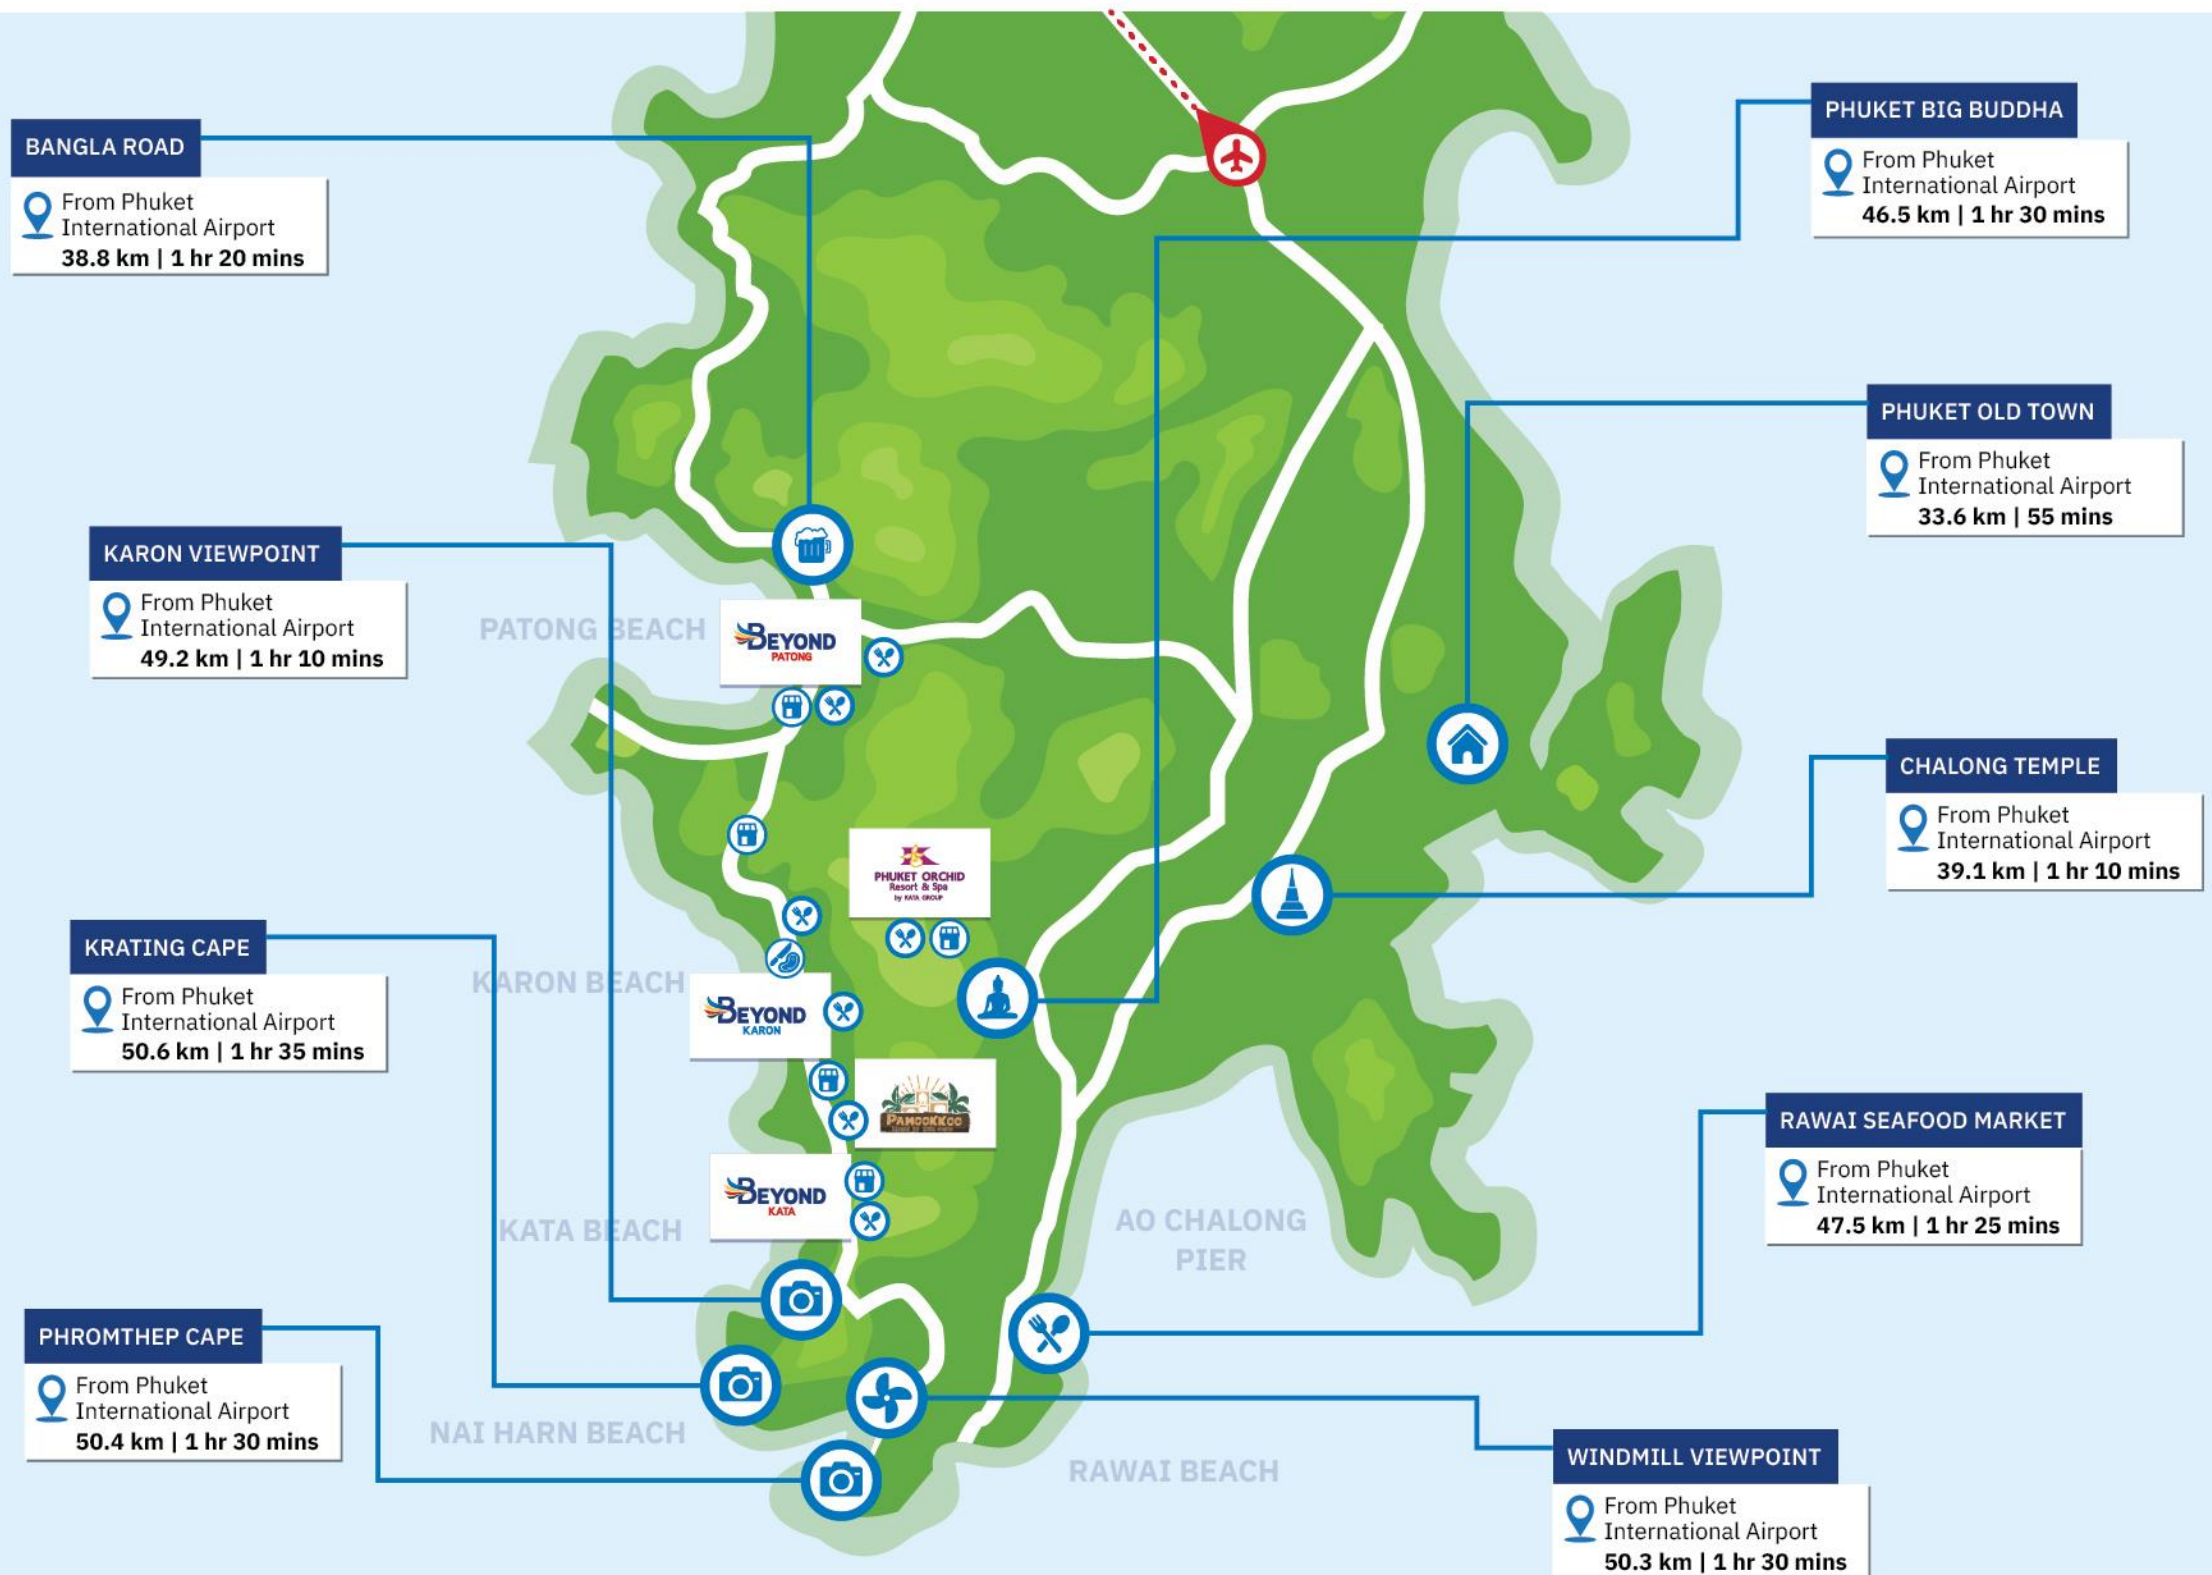 BANGLA ROAD
From Phuket
International Airport
38.8 km | 1 hr 20 mins
PHUKET BIG BUDDHA
From Phuket
International Airport
46.5 km | 1 hr 30 mins
PHUKET OLD TOWN
From Phuket
International Airport
33.6 km | 55 mins
KARON VIEWPOINT
From Phuket
International Airport
49.2 km | 1 hr 10 mins
PATONG BEACH
BEYOND
PATONG
CHALONG TEMPLE
From Phuket
International Airport
39.1 km | 1 hr 10 mins
PHUKET ORCHID
Resort & Spa
by KATA GROUP
KRATING CAPE
From Phuket
International Airport
50.6 km | 1 hr 35 mins
KARON BEACH
BEYOND
KARON
PAMOOKKOO
RAWAI SEAFOOD MARKET
From Phuket
International Airport
47.5 km | 1 hr 25 mins
BEYOND
KATA
KATA BEACH
AO CHALONG
PIER
PHROMTHEP CAPE
From Phuket
International Airport
50.4 km | 1 hr 30 mins
NAI HARN BEACH
RAWAI BEACH
WINDMILL VIEWPOINT
From Phuket
International Airport
50.3 km | 1 hr 30 mins